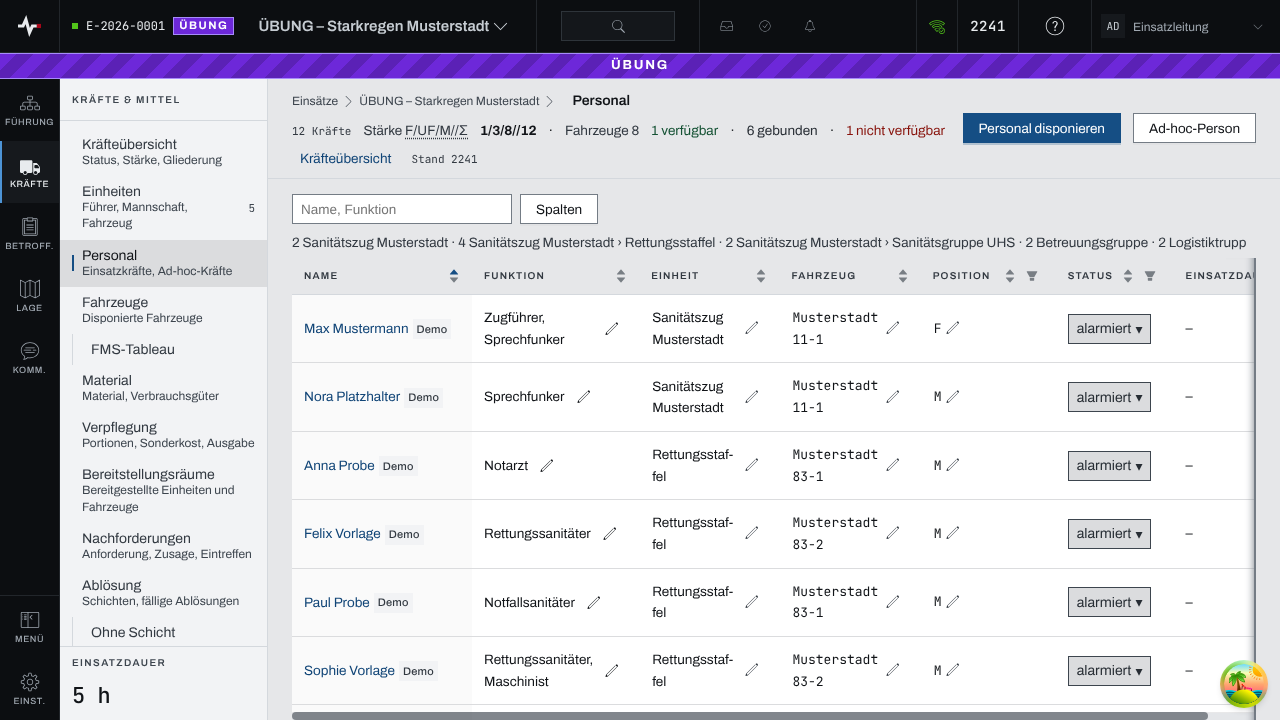 E-2026-0001 ÜBUNG ÜBUNG – Starkregen Musterstadt 2241 AD Einsatzleitung
ÜBUNG
FÜHRUNG
KRÄFTE
BETROFF.
LAGE
KOMM.
MENÜ
EINST.
KRÄFTE & MITTEL
Kräfteübersicht
Status, Stärke, Gliederung
Einheiten
Führer, Mannschaft,
Fahrzeug
5
Personal
Einsatzkräfte, Ad-hoc-Kräfte
Fahrzeuge
Disponierte Fahrzeuge
FMS-Tableau
Material
Material, Verbrauchsgüter
Verpflegung
Portionen, Sonderkost, Ausgabe
Bereitstellungsräume
Bereitgestellte Einheiten und
Fahrzeuge
Nachforderungen
Anforderung, Zusage, Eintreffen
Ablösung
Schichten, fällige Ablösungen
Ohne Schicht
EINSATZDAUER
5 h
Einsätze ÜBUNG – Starkregen Musterstadt Personal
12 Kräfte Stärke F/UF/M//Σ 1/3/8//12 · Fahrzeuge 8 1 verfügbar · 6 gebunden · 1 nicht verfügbar
Kräfteübersicht Stand 2241
Personal disponieren Ad-hoc-Person
Name, Funktion Spalten
2 Sanitätszug Musterstadt · 4 Sanitätszug Musterstadt › Rettungsstaffel · 2 Sanitätszug Musterstadt › Sanitätsgruppe UHS · 2 Betreuungsgruppe · 2 Logistiktrupp
NAME FUNKTION EINHEIT FAHRZEUG POSITION STATUS EINSATZDAU
Max Mustermann Demo Zugführer, Sprechfunker Sanitätszug Musterstadt Musterstadt 11-1 F alarmiert –
Nora Platzhalter Demo Sprechfunker Sanitätszug Musterstadt Musterstadt 11-1 M alarmiert –
Anna Probe Demo Notarzt Rettungsstaf-fel Musterstadt 83-1 M alarmiert –
Felix Vorlage Demo Rettungssanitäter Rettungsstaf-fel Musterstadt 83-2 M alarmiert –
Paul Probe Demo Notfallsanitäter Rettungsstaf-fel Musterstadt 83-1 M alarmiert –
Sophie Vorlage Demo Rettungssanitäter, Maschinist Rettungsstaf-fel Musterstadt 83-2 M alarmiert –